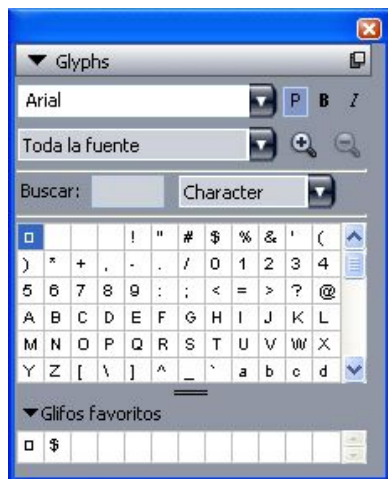 Glyphs
Arial P B I
Toda la fuente
Buscar: Character
! " # $ % & ' (
) * + , - . / 0 1 2 3 4
5 6 7 8 9 : ; < = > ? @
A B C D E F G H I J K L
M N O P Q R S T U V W X
Y Z [ \ ] ^ _ ` a b c d
Glifos favoritos
$